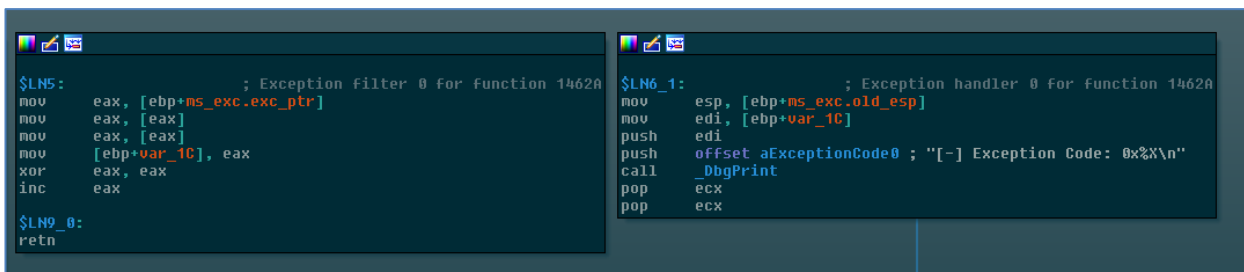 $LN5: ; Exception filter 0 for function 1462A
mov eax, [ebp+ms_exc.exc_ptr]
mov eax, [eax]
mov eax, [eax]
mov [ebp+var_1C], eax
xor eax, eax
inc eax
$LN9_0:
retn
$LN6_1: ; Exception handler 0 for function 1462A
mov esp, [ebp+ms_exc.old_esp]
mov edi, [ebp+var_1C]
push edi
push offset aExceptionCode0 ; "[-] Exception Code: 0x%X\n"
call _DbgPrint
pop ecx
pop ecx